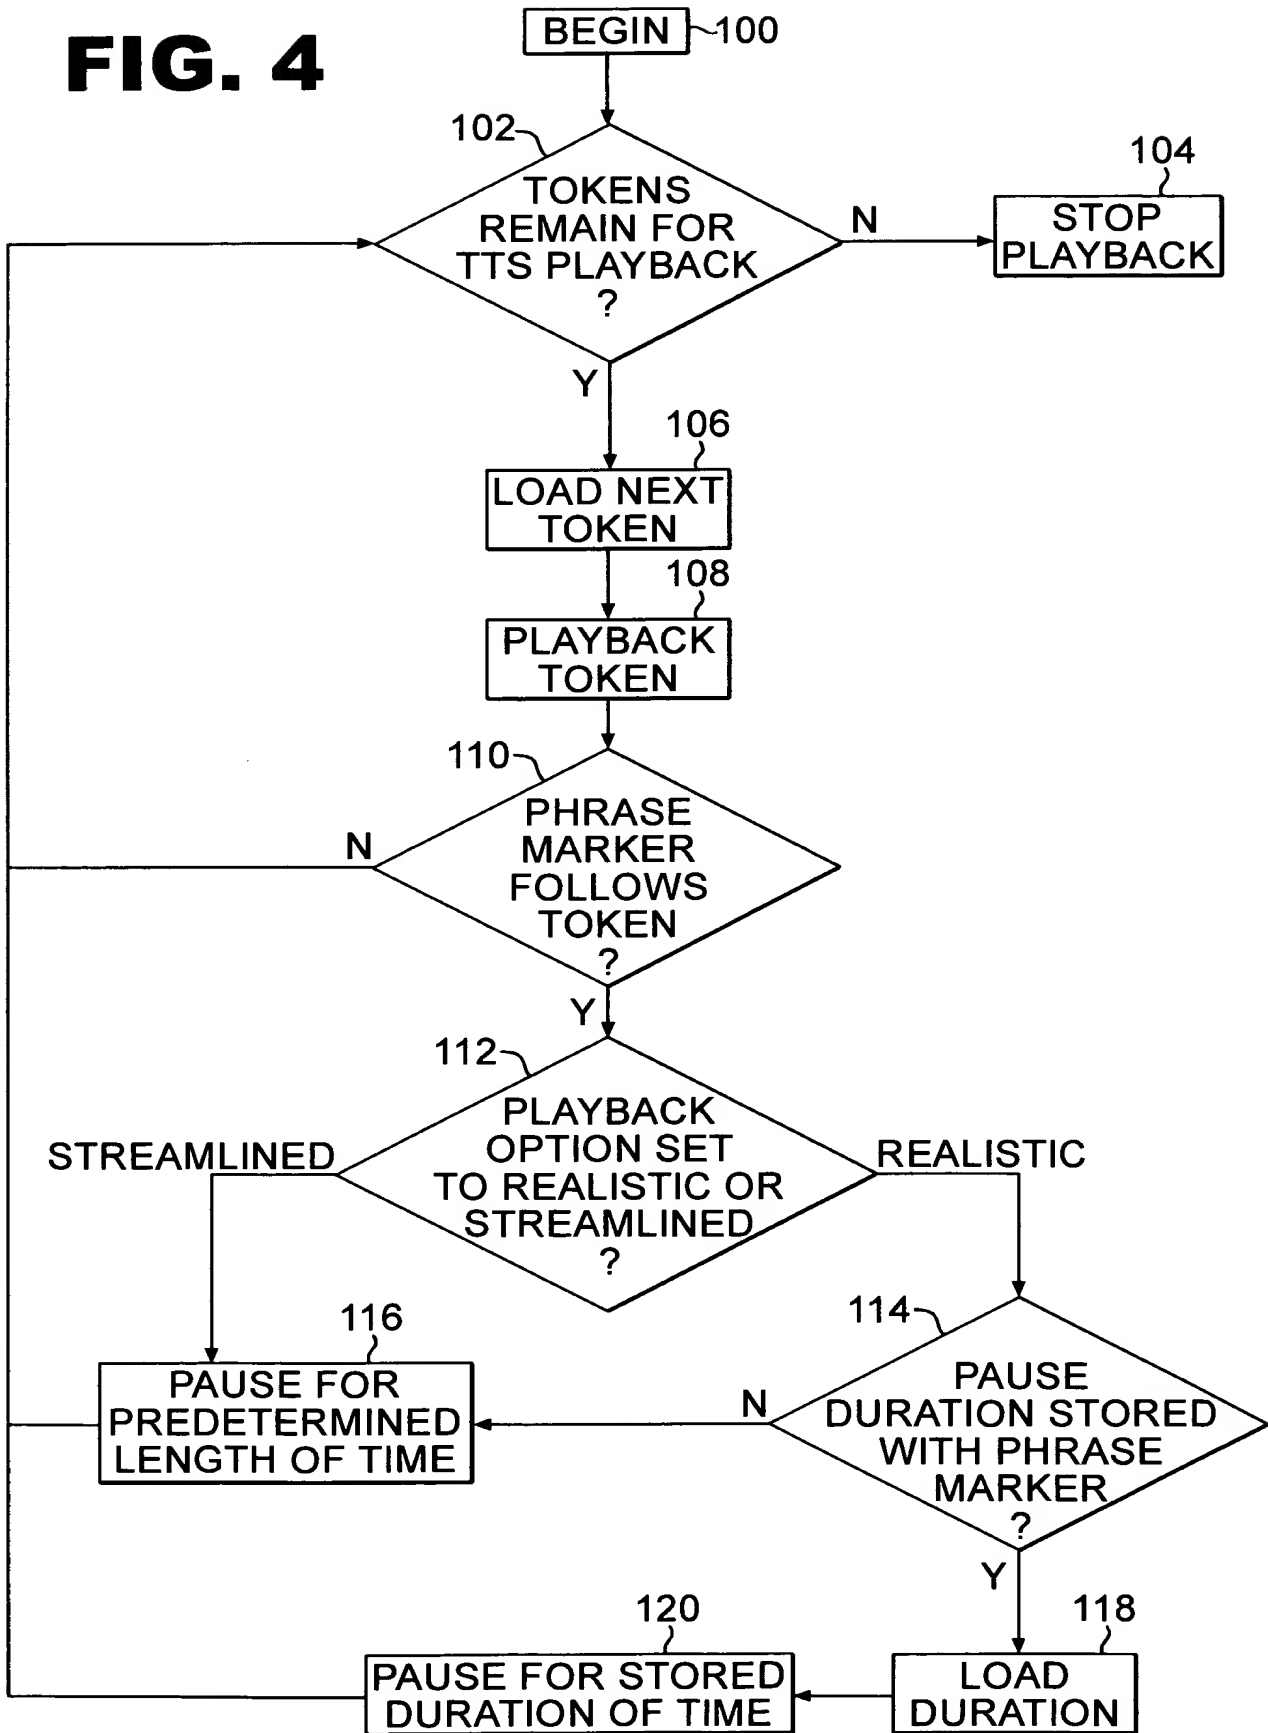 FIG. 4
BEGIN
100
102
TOKENS
REMAIN FOR
TTS PLAYBACK
?
N
104
STOP
PLAYBACK
Y
106
LOAD NEXT
TOKEN
108
PLAYBACK
TOKEN
110
PHRASE
MARKER
FOLLOWS
TOKEN
?
N
Y
112
PLAYBACK
OPTION SET
TO REALISTIC OR
STREAMLINED
?
STREAMLINED
REALISTIC
116
PAUSE FOR
PREDETERMINED
LENGTH OF TIME
114
PAUSE
DURATION STORED
WITH PHRASE
MARKER
?
N
Y
120
PAUSE FOR STORED
DURATION OF TIME
118
LOAD
DURATION